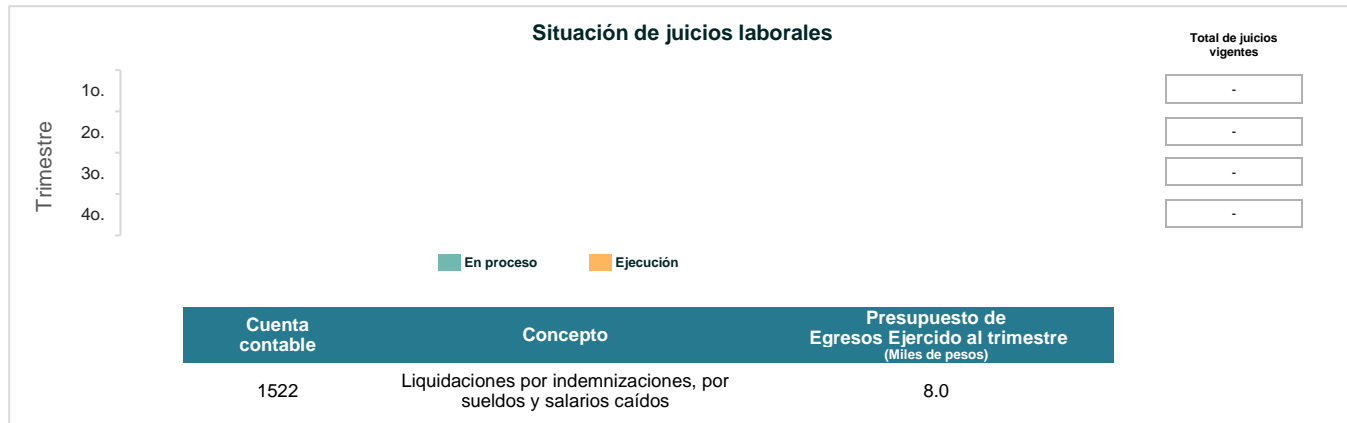 Situación de juicios laborales
Total de juicios
vigentes
Trimestre
1o.
-
2o.
-
3o.
-
4o.
-
En proceso
Ejecución
Cuenta
contable
Concepto
Presupuesto de
Egresos Ejercido al trimestre
(Miles de pesos)
1522
Liquidaciones por indemnizaciones, por
sueldos y salarios caídos
8.0